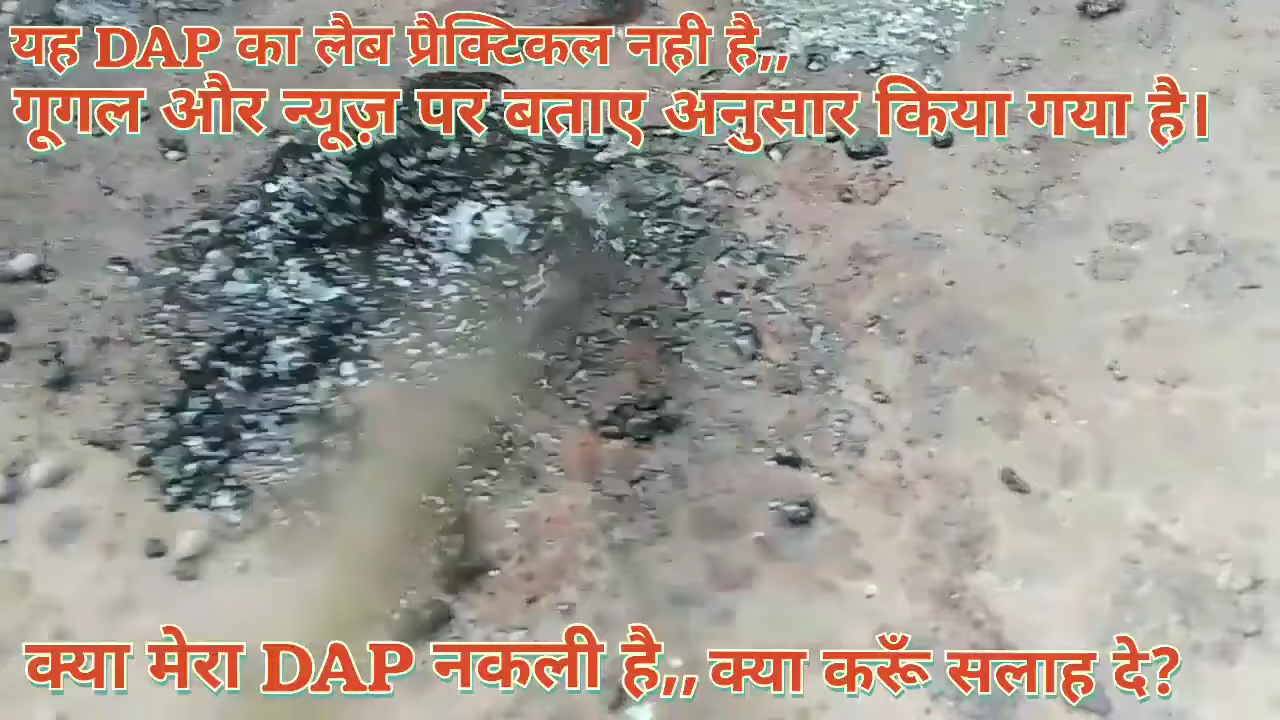 यह DAP का लैब प्रैक्टिकल नही है,,
गूगल और न्यूज़ पर बताए अनुसार किया गया है।
क्या मेरा DAP नकली है,, क्या करूँ सलाह दे?